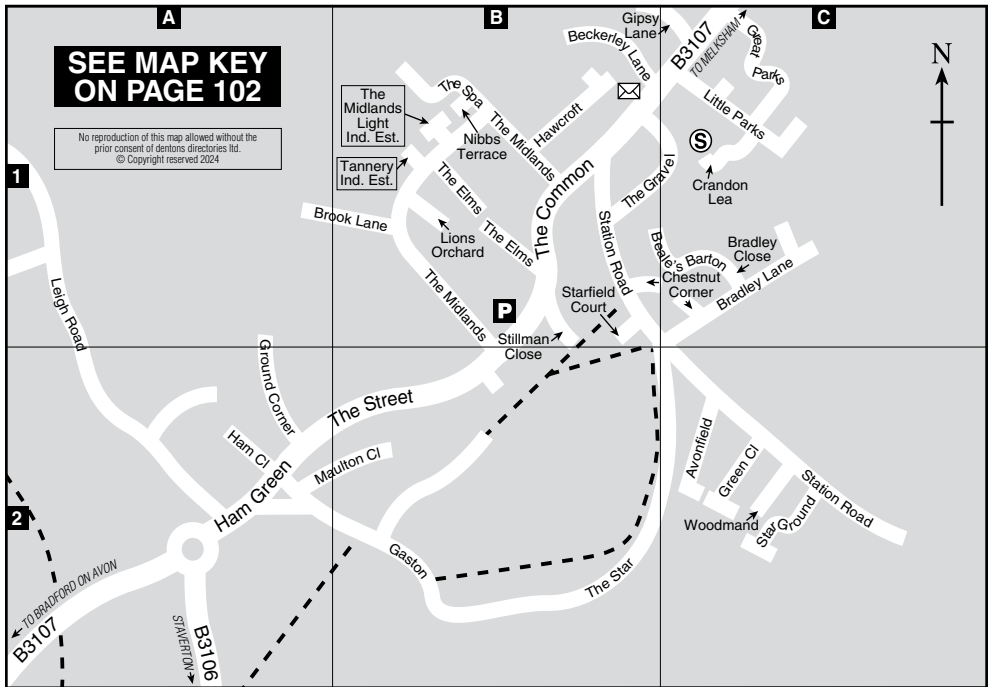 A
B
C
SEE MAP KEY
ON PAGE 102
No reproduction of this map allowed without the
prior consent of dentons directories ltd.
© Copyright reserved 2024
Gipsy
Lane
Beckerley Lane
B3107
TO MELKSHAM
Great
Parks
N
The
Midlands
Light
Ind. Est.
The Spa
Nibbs
Terrace
The Midlands
Hawcroft
Little Parks
S
Tannery
Ind. Est.
1
The Elms
The Common
The Gravel
Crandon
Lea
Brook Lane
Lions
Orchard
The Elms
Station Road
Beale's Barton
Bradley
Close
Chestnut
Corner
Bradley Lane
Leigh Road
The Midlands
P
Starfield
Court
Stillman
Close
Ground Corner
The Street
Ham Cl
Maulton Cl
Ham Green
Avonfield
Green Cl
Station Road
Woodmand
Star Ground
2
Gaston
The Star
TO BRADFORD ON AVON
B3107
STAVERTON
B3106